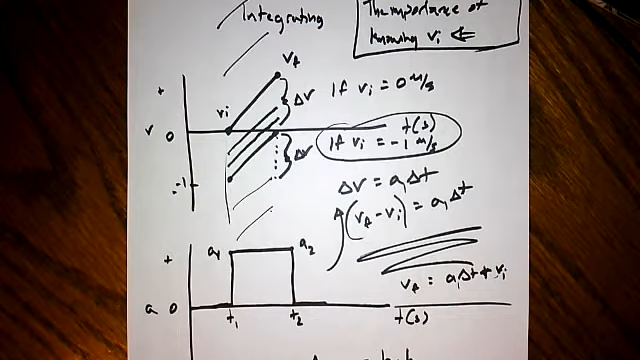 Integrating
The importance of
knowing vi ⇐
vf
+
vi
Δv
If vi = 0 m/s
v 0
t(s)
If vi = -1 m/s
Δv
-1
Δv = a₁Δt
(vf - vi) = a₁Δt
+
a₁
a₂
vf = a₁Δt + vi
a 0
t₁
t₂
t(s)